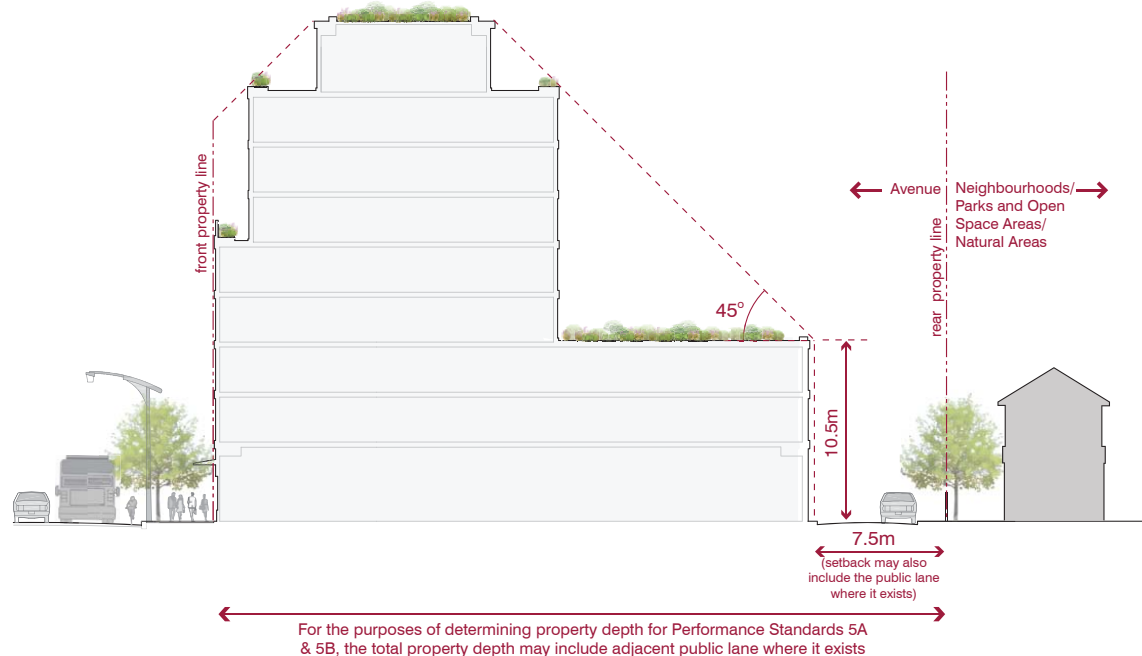 front property line
Avenue
Neighbourhoods/
Parks and Open
Space Areas/
Natural Areas
rear property line
45°
10.5m
7.5m
(setback may also
include the public lane
where it exists)
For the purposes of determining property depth for Performance Standards 5A
& 5B, the total property depth may include adjacent public lane where it exists